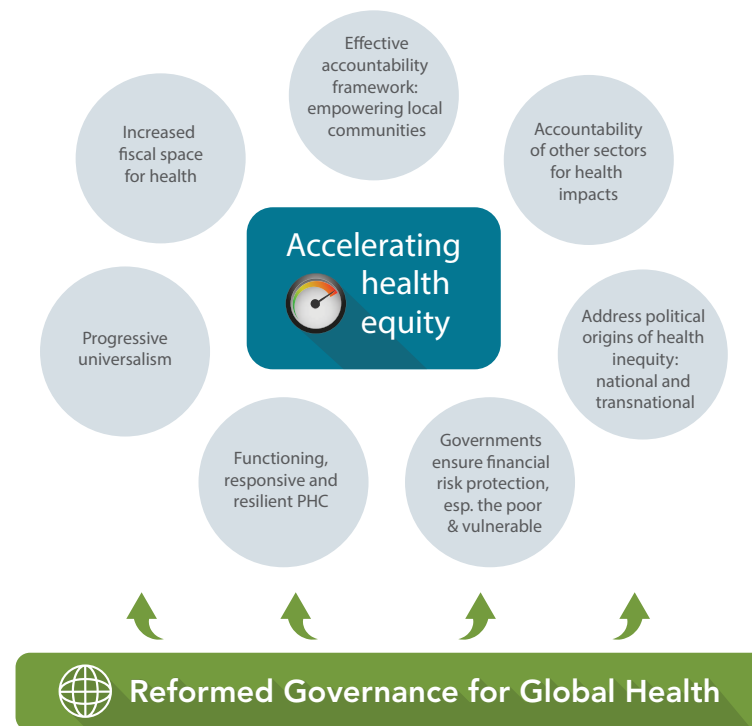 Effective
accountability
framework:
empowering local
communities
Increased
fiscal space
for health
Accountability
of other sectors
for health
impacts
Accelerating
health
equity
Progressive
universalism
Address political
origins of health
inequity:
national and
transnational
Functioning,
responsive and
resilient PHC
Governments
ensure financial
risk protection,
esp. the poor
& vulnerable
Reformed Governance for Global Health